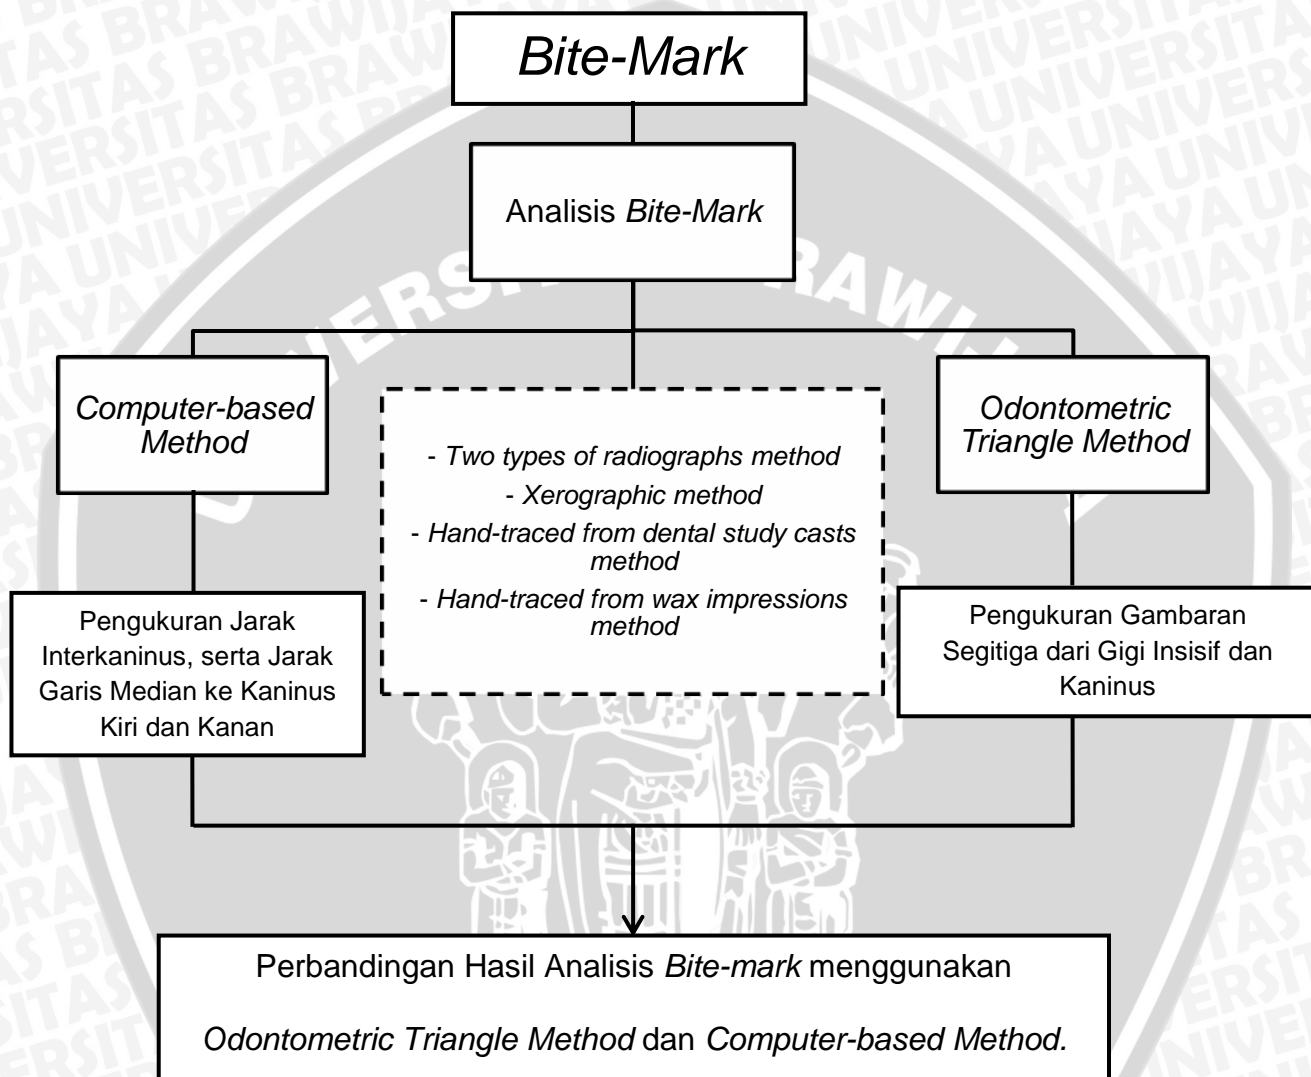 Bite-Mark
Analisis Bite-Mark
Computer-based
Method
- Two types of radiographs method
- Xerographic method
- Hand-traced from dental study casts
method
- Hand-traced from wax impressions
method
Odontometric
Triangle Method
Pengukuran Jarak
Interkaninus, serta Jarak
Garis Median ke Kaninus
Kiri dan Kanan
Pengukuran Gambaran
Segitiga dari Gigi Insisif dan
Kaninus
Perbandingan Hasil Analisis Bite-mark menggunakan
Odontometric Triangle Method dan Computer-based Method.